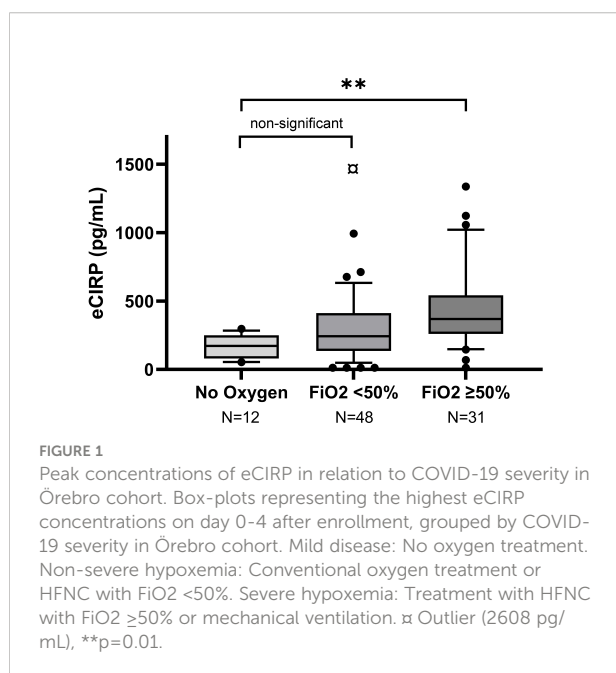 **
non-significant
¤
1500
1000
500
0
eCIRP (pg/mL)
No Oxygen FiO2 <50% FiO2 ≥50%
N=12 N=48 N=31
FIGURE 1
Peak concentrations of eCIRP in relation to COVID-19 severity in
Örebro cohort. Box-plots representing the highest eCIRP
concentrations on day 0-4 after enrollment, grouped by COVID-
19 severity in Örebro cohort. Mild disease: No oxygen treatment.
Non-severe hypoxemia: Conventional oxygen treatment or
HFNC with FiO2 <50%. Severe hypoxemia: Treatment with HFNC
with FiO2 ≥50% or mechanical ventilation. ¤ Outlier (2608 pg/
mL), **p=0.01.